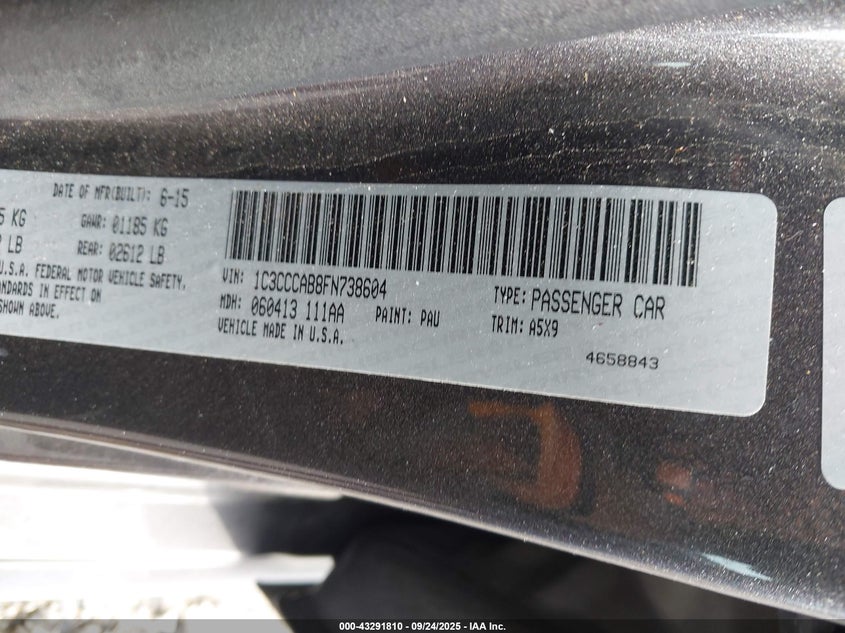 DATE OF MFR(BUILT): 6-15
5 KG GAWR: 01185 KG
LB REAR: 02612 LB
U.S.A. FEDERAL MOTOR VEHICLE SAFETY,
ANDARDS IN EFFECT ON
SHOWN ABOVE.
VIN: 1C3CCCAB8FN738604 TYPE: PASSENGER CAR
MDH: 060413 111AA PAINT: PAU TRIM: A5X9
VEHICLE MADE IN U.S.A.
4658843
000-43291810 • 09/24/2025 • IAA Inc.